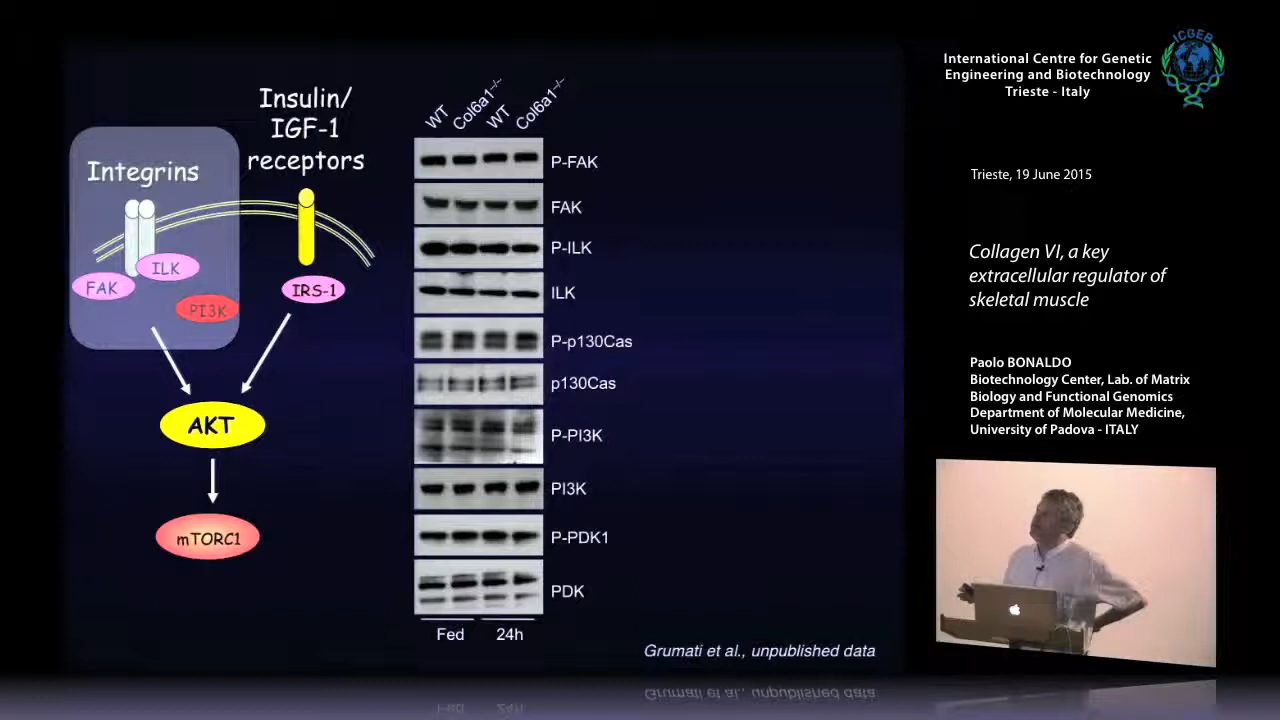 Insulin/
IGF-1
receptors
Integrins
ILK
FAK
PI3K
IRS-1
AKT
mTORC1
WT
Col6a1–/–
WT
Col6a1–/–
P-FAK
FAK
P-ILK
ILK
P-p130Cas
p130Cas
P-PI3K
PI3K
P-PDK1
PDK
Fed
24h
Grumati et al., unpublished data
International Centre for Genetic
Engineering and Biotechnology
Trieste - Italy
ICGEB
Trieste, 19 June 2015
Collagen VI, a key
extracellular regulator of
skeletal muscle
Paolo BONALDO
Biotechnology Center, Lab. of Matrix
Biology and Functional Genomics
Department of Molecular Medicine,
University of Padova - ITALY